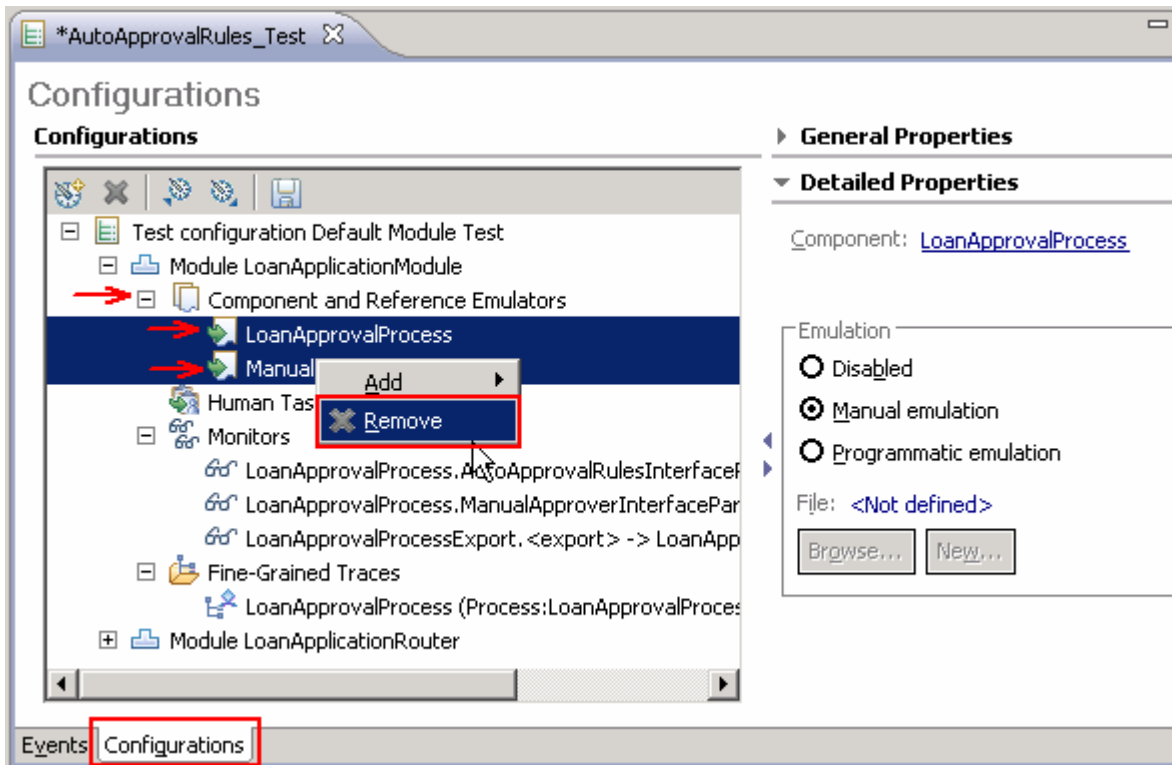 *AutoApprovalRules_Test
Configurations
Configurations
Test configuration Default Module Test
Module LoanApplicationModule
Component and Reference Emulators
LoanApprovalProcess
Manual
Human Tas
Monitors
LoanApprovalProcess.AutoApprovalRulesInterfaceP
LoanApprovalProcess.ManualApproverInterfacePar
LoanApprovalProcessExport.<export> -> LoanApp
Fine-Grained Traces
LoanApprovalProcess (Process:LoanApprovalProces
Module LoanApplicationRouter
Add
Remove
General Properties
Detailed Properties
Component: LoanApprovalProcess
Emulation
Disabled
Manual emulation
Programmatic emulation
File: <Not defined>
Browse... New...
Events Configurations